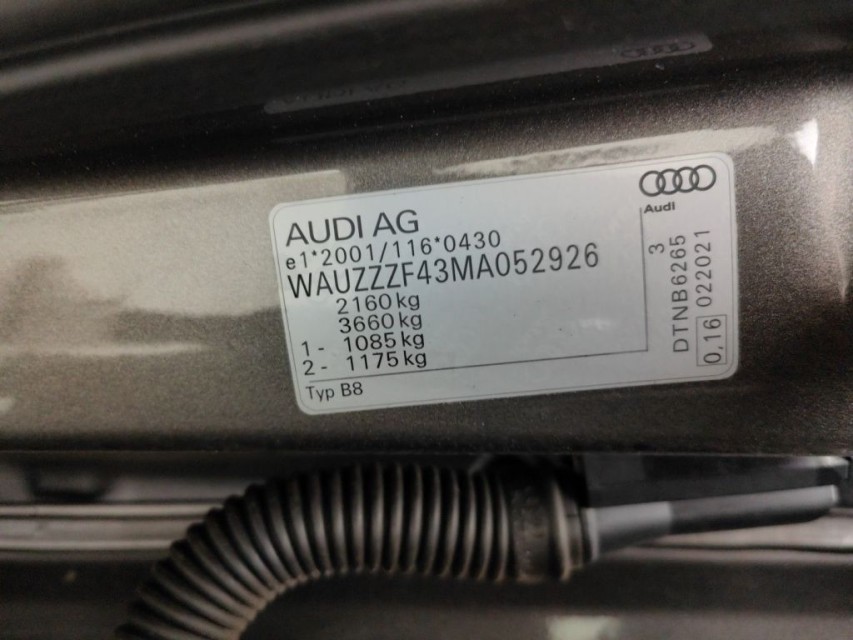 AUDI AG
e1*2001/116*0430
WAUZZZF43MA052926
2160 kg
3660 kg
1- 1085 kg
2- 1175 kg
Typ B8
Audi
3
DTNB6265
0,16 022021